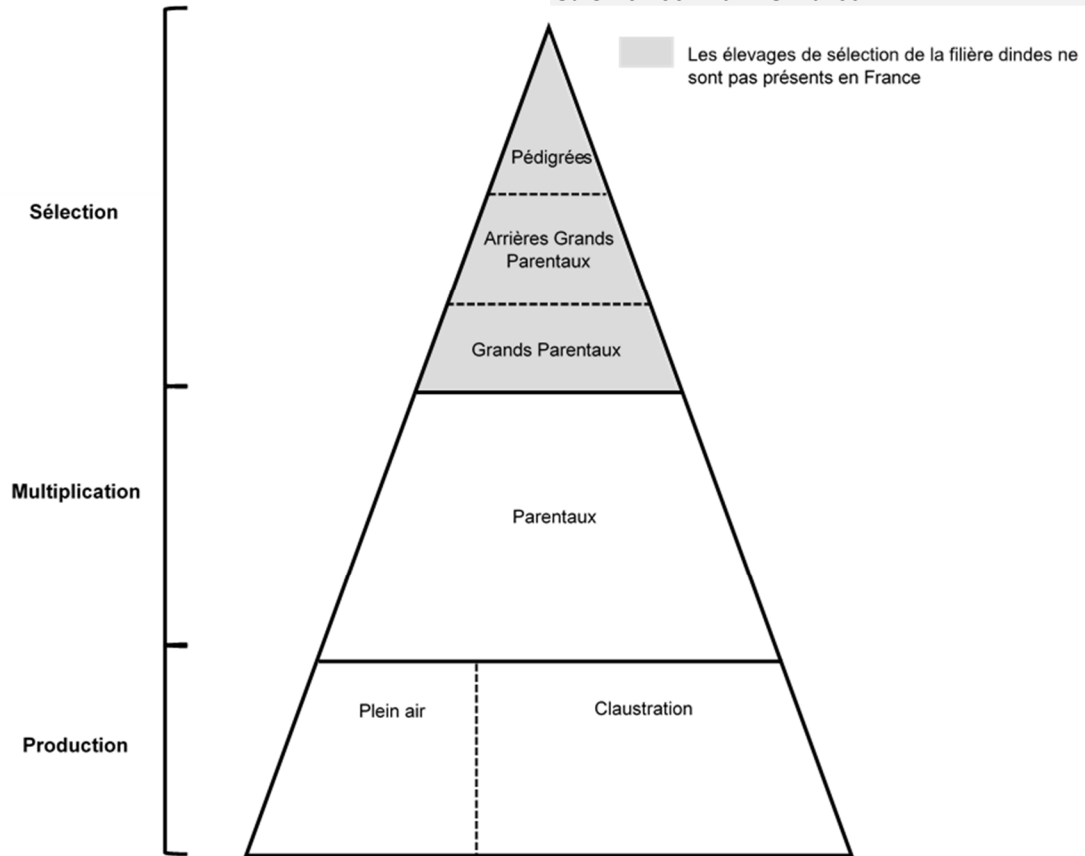 Les élevages de sélection de la filière dindes ne
sont pas présents en France
Pédigrées
Sélection
Arrières Grands
Parentaux
Grands Parentaux
Multiplication
Parentaux
Plein air
Claustration
Production